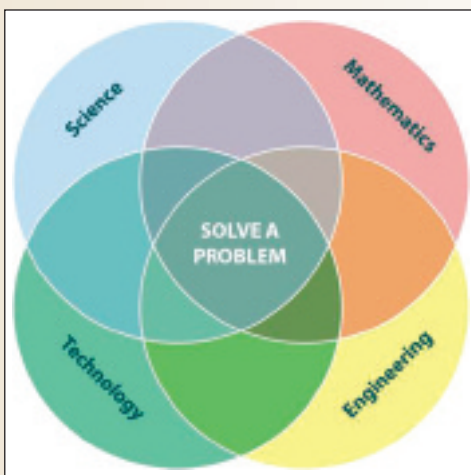 Science
Mathematics
SOLVE A
PROBLEM
Technology
Engineering